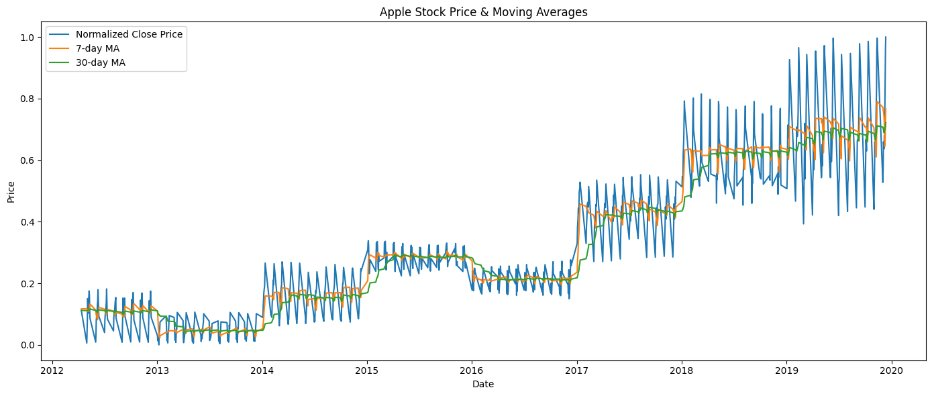 Apple Stock Price & Moving Averages
Normalized Close Price
7-day MA
30-day MA
1.0
0.8
0.6
0.4
0.2
0.0
Price
2012 2013 2014 2015 2016 2017 2018 2019 2020
Date